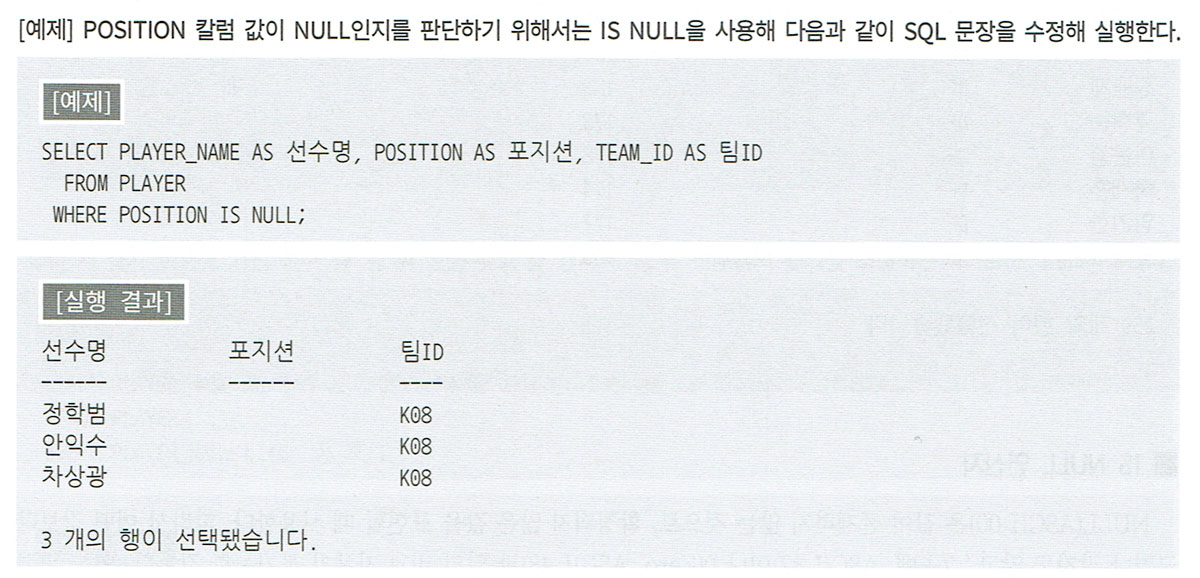 [예제] POSITION 칼럼 값이 NULL인지를 판단하기 위해서는 IS NULL을 사용해 다음과 같이 SQL 문장을 수정해 실행한다.
[예제]
SELECT PLAYER_NAME AS 선수명, POSITION AS 포지션, TEAM_ID AS 팀ID
FROM PLAYER
WHERE POSITION IS NULL;
[실행 결과]
선수명 포지션 팀ID
------ ------ ----
정학범 K08
안익수 K08
차상광 K08
3 개의 행이 선택됐습니다.